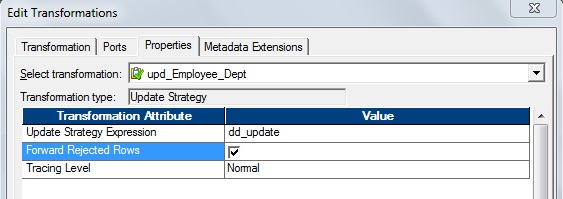 Edit Transformations
Transformation Ports Properties Metadata Extensions
Select transformation: upd_Employee_Dept
Transformation type: Update Strategy
Transformation Attribute Value
Update Strategy Expression dd_update
Forward Rejected Rows
Tracing Level Normal